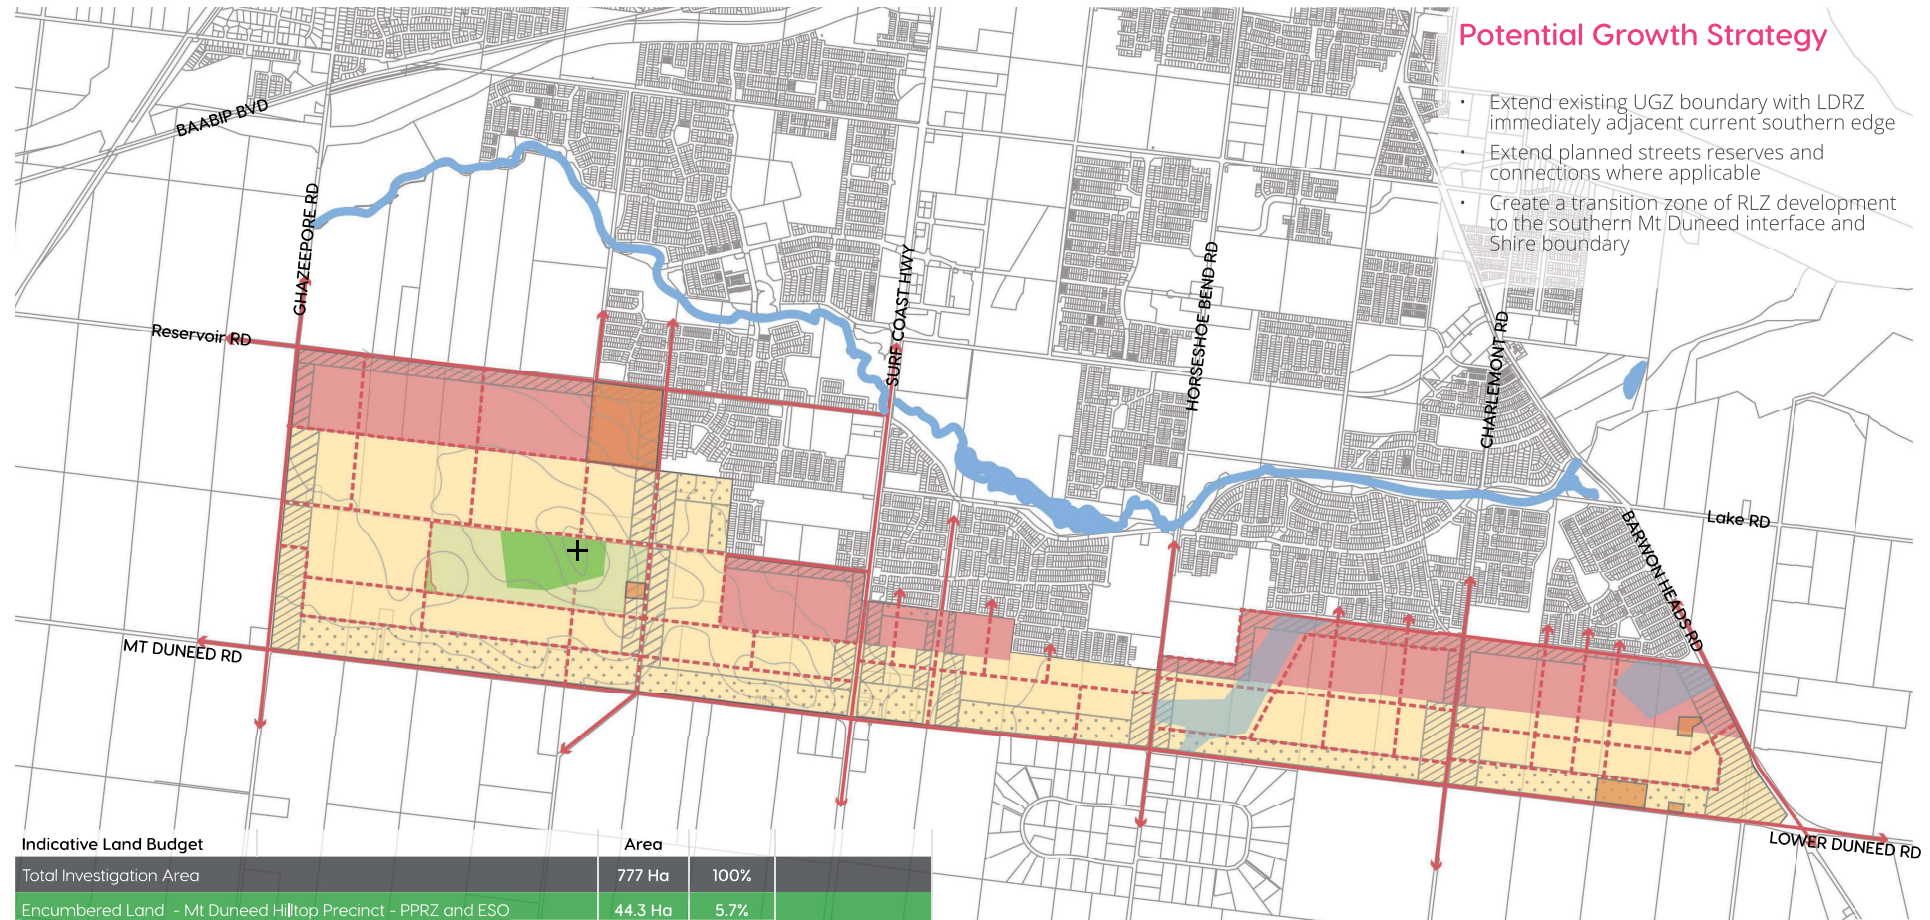 Potential Growth Strategy
• Extend existing UGZ boundary with LDRZ
immediately adjacent current southern edge
• Extend planned streets reserves and
connections where applicable
• Create a transition zone of RLZ development
to the southern Mt Duneed interface and
Shire boundary
BAABIP BVD
GHAZEEPORE RD
Reservoir RD
SURF COAST HWY
HORSESHOE BEND RD
CHARLEMONT RD
Lake RD
BARWON HEADS RD
MT DUNEED RD
LOWER DUNEED RD
Indicative Land Budget Area
Total Investigation Area 777 Ha 100%
Encumbered Land - Mt Duneed Hilltop Precinct - PPRZ and ESO 44.3 Ha 5.7%